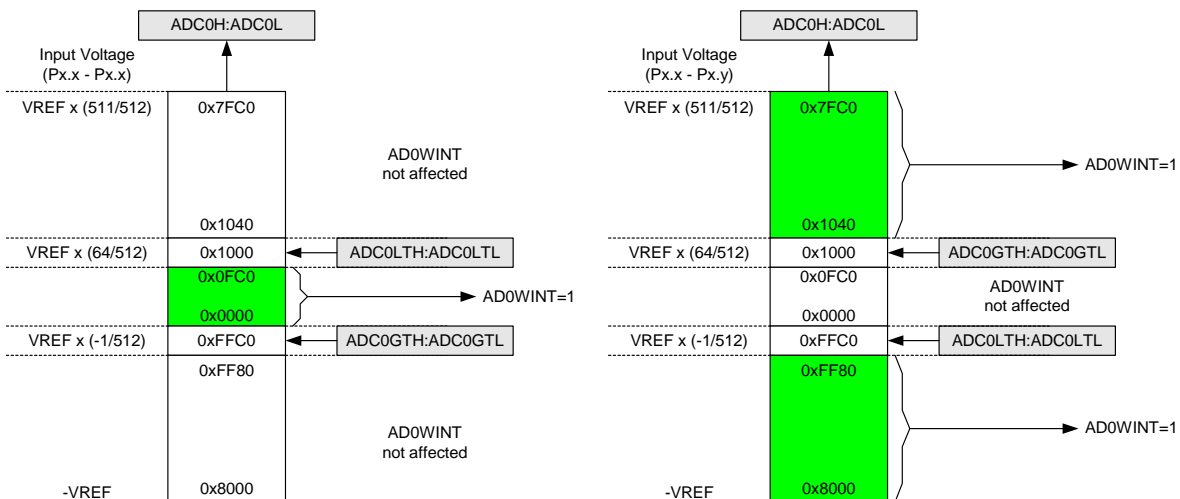 ADC0H:ADC0L
Input Voltage
(Px.x - Px.x)
VREF x (511/512)
0x7FC0
AD0WINT
not affected
0x1040
VREF x (64/512)
0x1000
ADC0LTH:ADC0LTL
0x0FC0
AD0WINT=1
0x0000
VREF x (-1/512)
0xFFC0
ADC0GTH:ADC0GTL
0xFF80
AD0WINT
not affected
-VREF
0x8000
ADC0H:ADC0L
Input Voltage
(Px.x - Px.y)
VREF x (511/512)
0x7FC0
AD0WINT=1
0x1040
VREF x (64/512)
0x1000
ADC0GTH:ADC0GTL
0x0FC0
AD0WINT
not affected
0x0000
VREF x (-1/512)
0xFFC0
ADC0LTH:ADC0LTL
0xFF80
AD0WINT=1
-VREF
0x8000